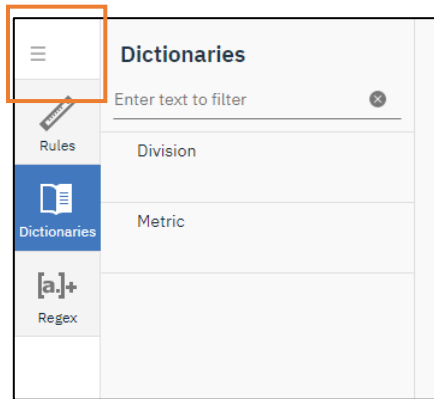 Dictionaries
Enter text to filter
Rules
Division
Dictionaries
Metric
[a.]+
Regex